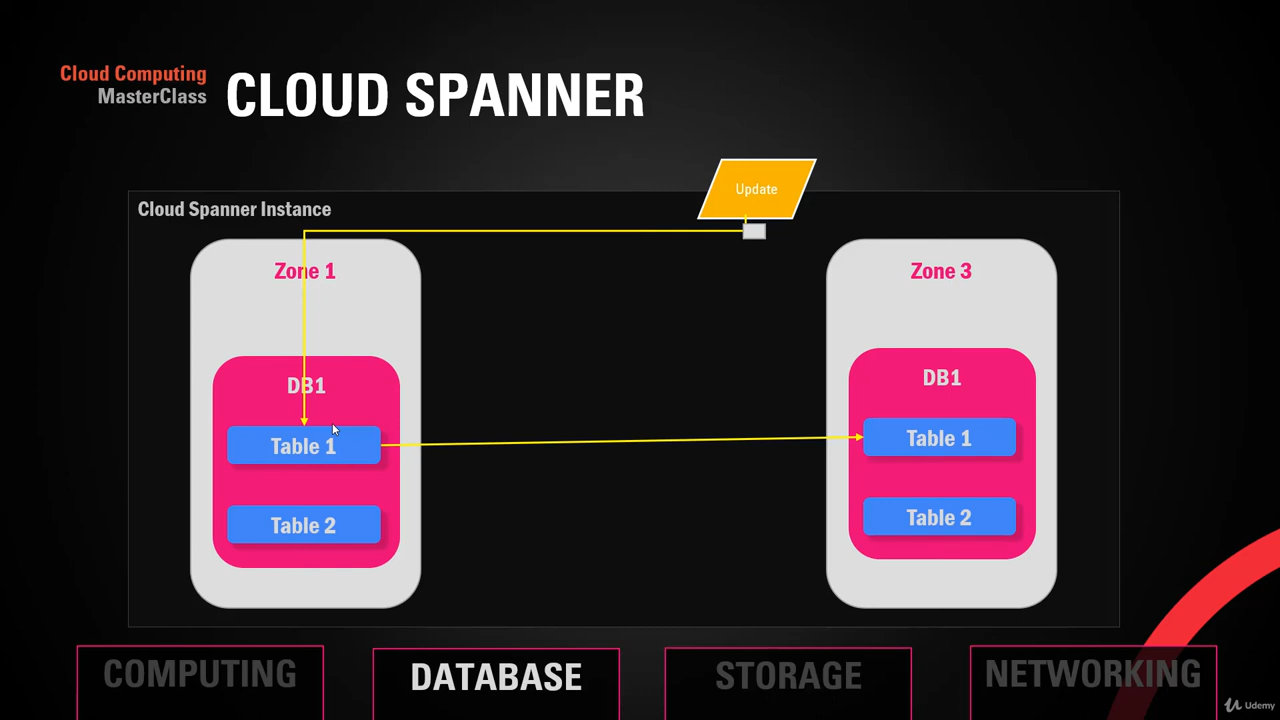 Cloud Computing
MasterClass
CLOUD SPANNER
Update
Cloud Spanner Instance
Zone 1
Zone 3
DB1
DB1
Table 1
Table 1
Table 2
Table 2
COMPUTING
DATABASE
STORAGE
NETWORKING
Udemy